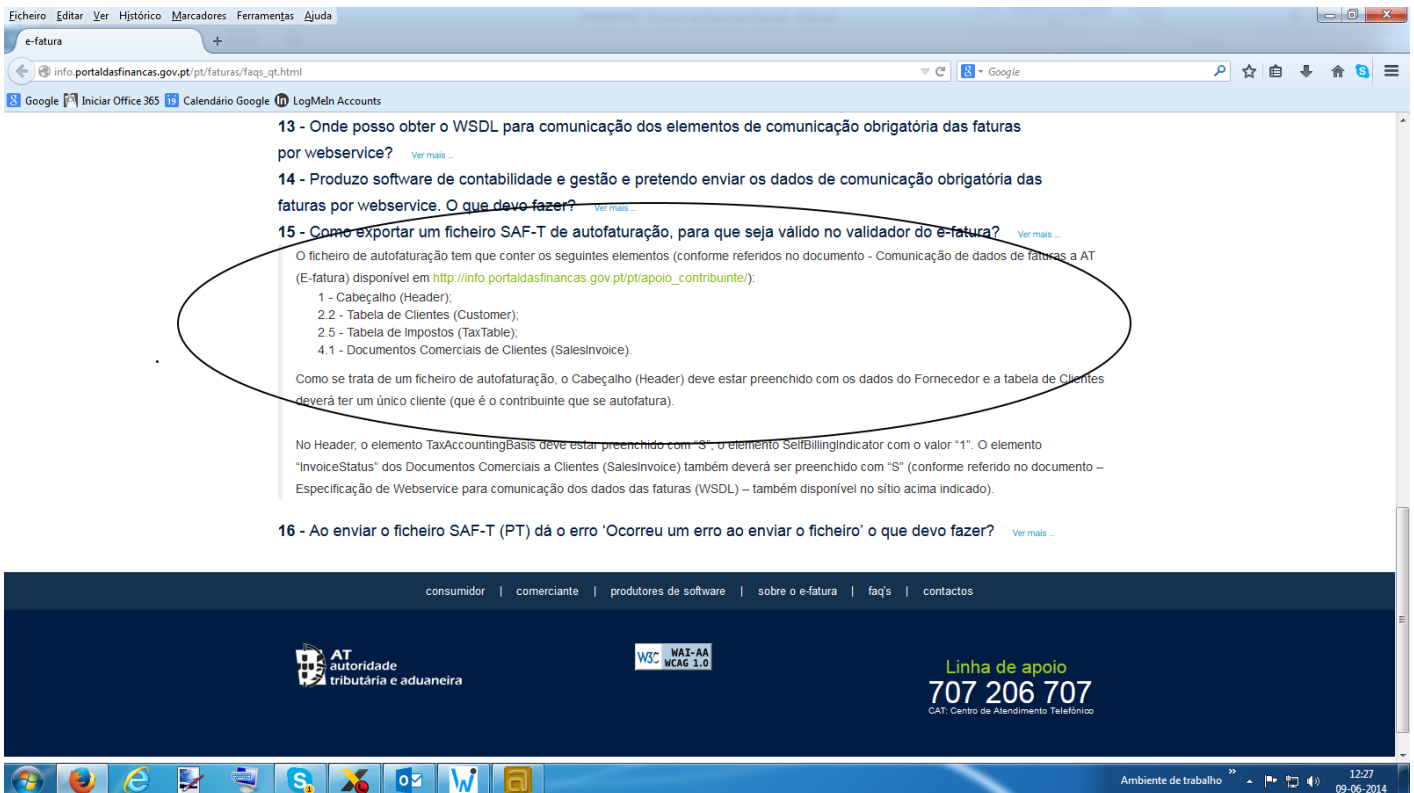 Ficheiro Editar Ver Histórico Marcadores Ferramentas Ajuda
e-fatura
+
info.portaldasfinancas.gov.pt/pt/faturas/faqs_qt.html
Google
Google Iniciar Office 365 Calendário Google LogMeIn Accounts
13 - Onde posso obter o WSDL para comunicação dos elementos de comunicação obrigatória das faturas
por webservice? Ver mais ...
14 - Produzo software de contabilidade e gestão e pretendo enviar os dados de comunicação obrigatória das
faturas por webservice. O que devo fazer? Ver mais ...
15 - Como exportar um ficheiro SAF-T de autofaturação, para que seja válido no validador do e-fatura? Ver mais ...
O ficheiro de autofaturação tem que conter os seguintes elementos (conforme referidos no documento - Comunicação de dados de faturas a AT
(E-fatura) disponível em http://info.portaldasfinancas.gov.pt/pt/apoio_contribuinte/):
1 - Cabeçalho (Header);
2.2 - Tabela de Clientes (Customer);
2.5 - Tabela de Impostos (TaxTable);
4.1 - Documentos Comerciais de Clientes (SalesInvoice).
Como se trata de um ficheiro de autofaturação, o Cabeçalho (Header) deve estar preenchido com os dados do Fornecedor e a tabela de Clientes
deverá ter um único cliente (que é o contribuinte que se autofatura).
No Header, o elemento TaxAccountingBasis deve estar preenchido com “S”, o elemento SelfBillingIndicator com o valor “1”. O elemento
“InvoiceStatus” dos Documentos Comerciais a Clientes (SalesInvoice) também deverá ser preenchido com “S” (conforme referido no documento –
Especificação de Webservice para comunicação dos dados das faturas (WSDL) – também disponível no sítio acima indicado).
16 - Ao enviar o ficheiro SAF-T (PT) dá o erro ‘Ocorreu um erro ao enviar o ficheiro’ o que devo fazer? Ver mais ...
consumidor | comerciante | produtores de software | sobre o e-fatura | faq's | contactos
AT
autoridade
tributária e aduaneira
W3C WAI-AA
WCAG 1.0
Linha de apoio
707 206 707
CAT: Centro de Atendimento Telefónico
Ambiente de trabalho
12:27
09-06-2014